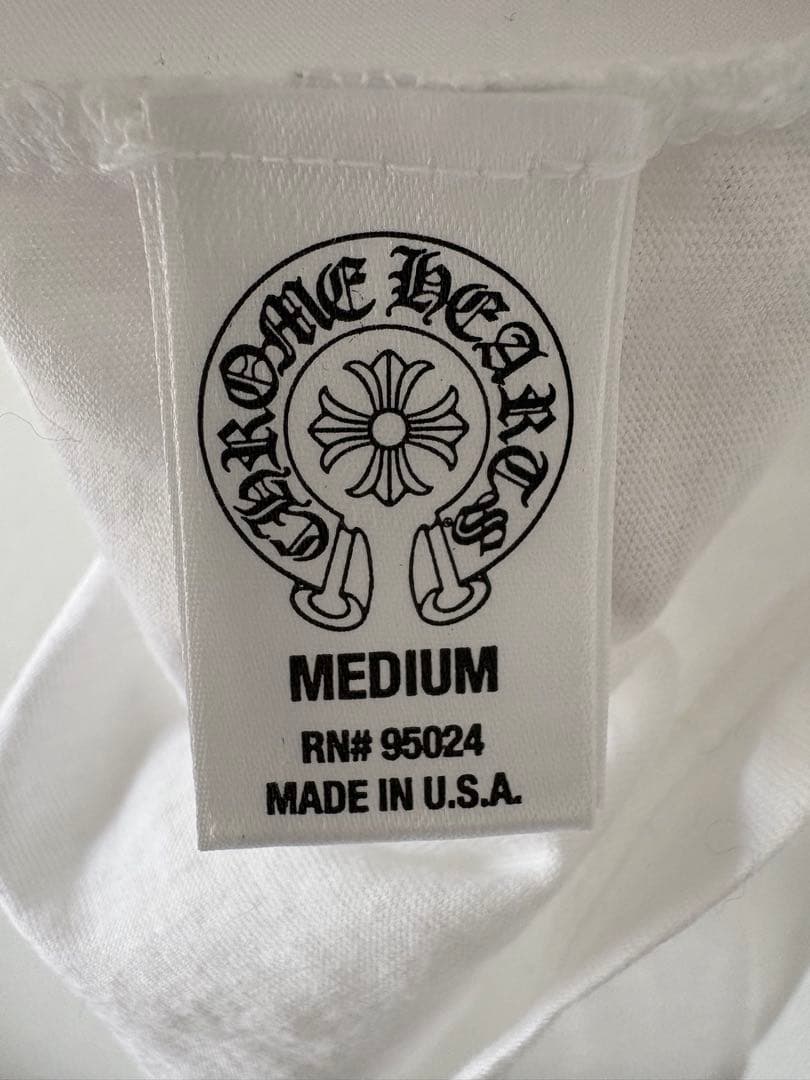 CHROME HEARTS
MEDIUM
RN# 95024
MADE IN U.S.A.